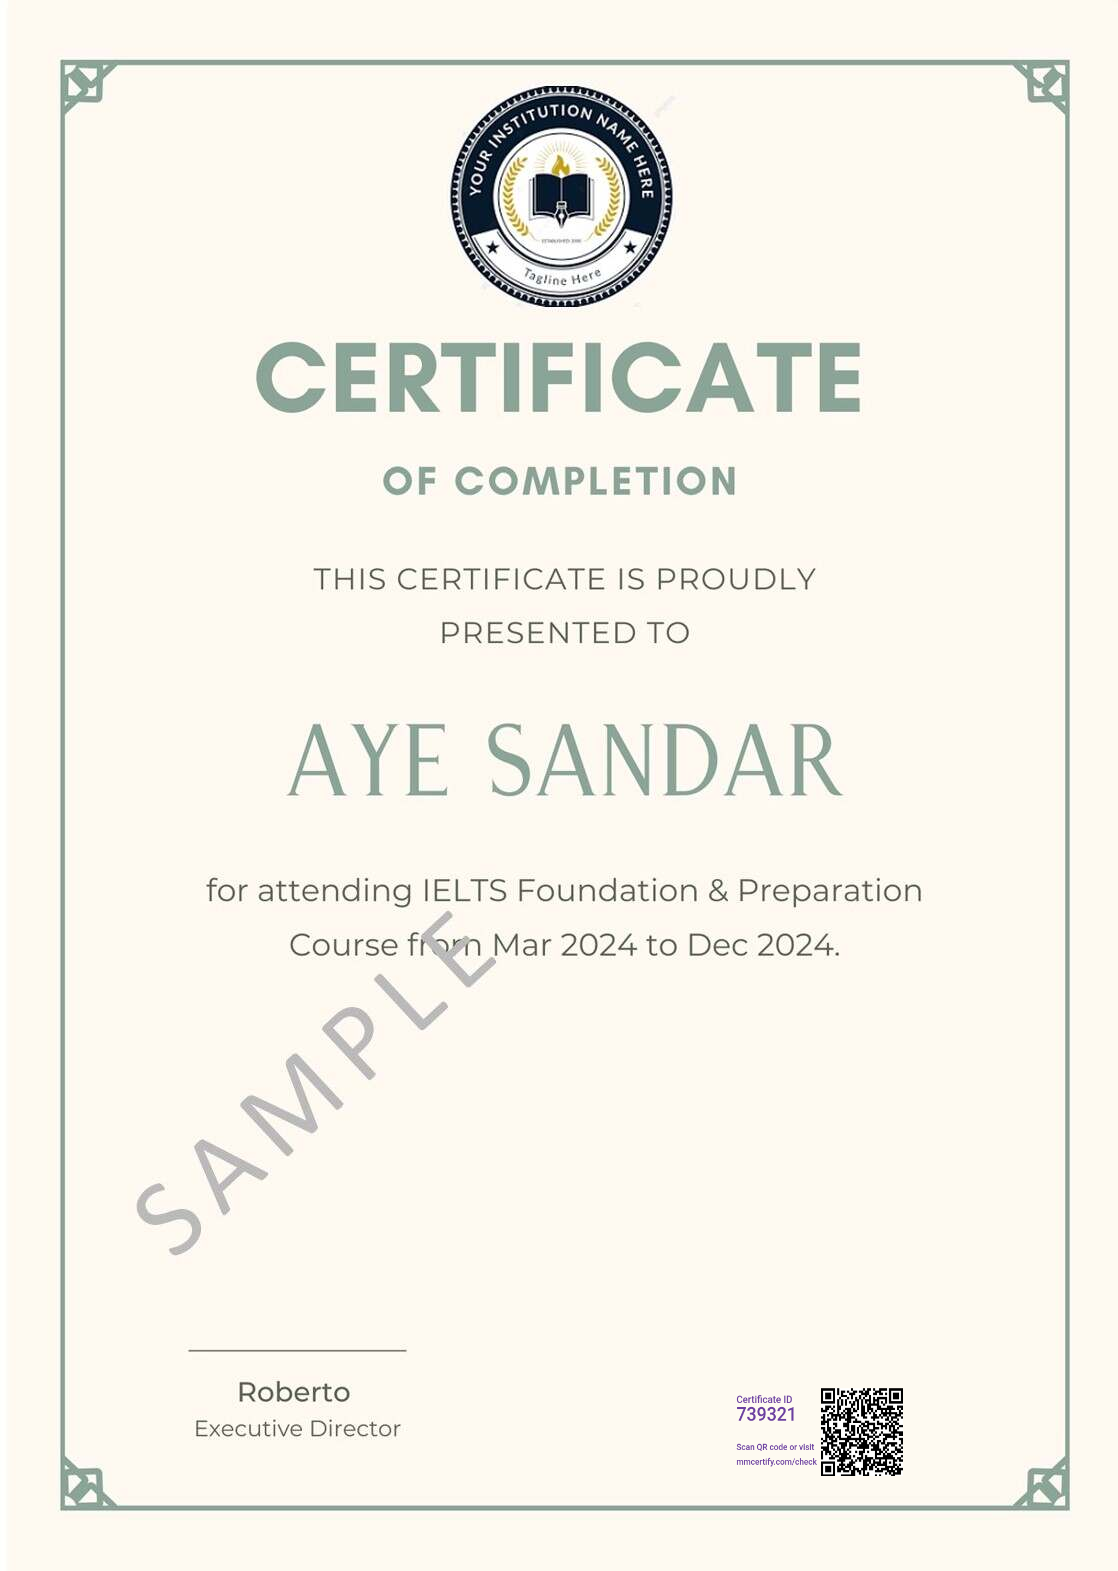 YOUR INSTITUTION NAME HERE
Tagline Here
CERTIFICATE
OF COMPLETION
THIS CERTIFICATE IS PROUDLY
PRESENTED TO
AYE SANDAR
for attending IELTS Foundation & Preparation
Course from Mar 2024 to Dec 2024.
SAMPLE
Roberto
Executive Director
Certificate ID
739321
Scan QR code or visit
mmcertify.com/check